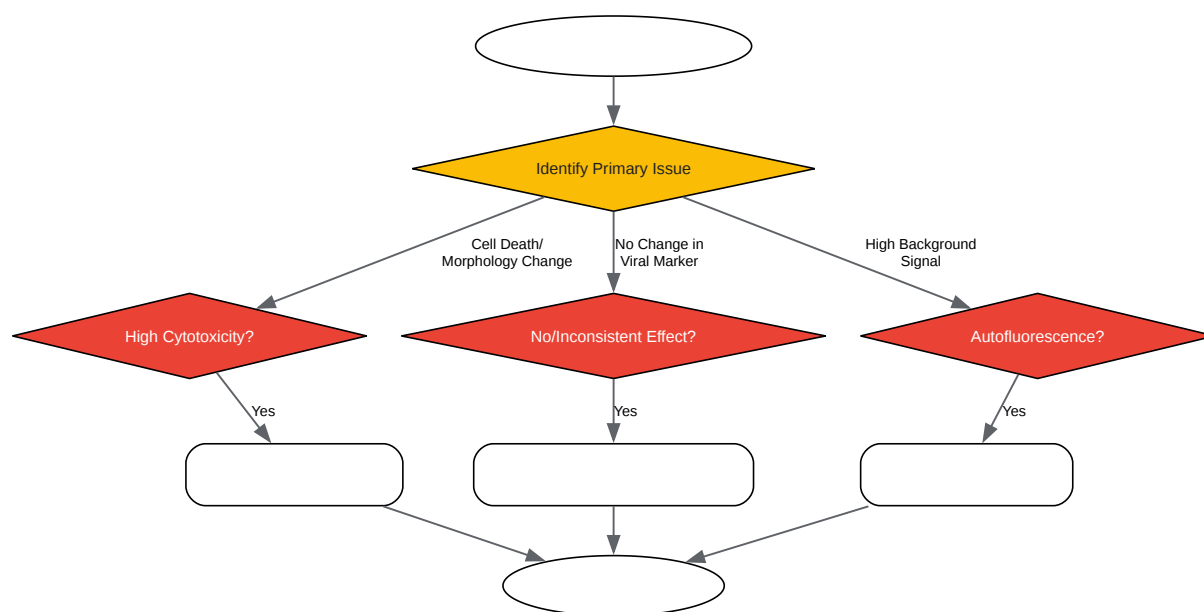 Identify Primary Issue
Cell Death/
Morphology Change
No Change in
Viral Marker
High Background
Signal
High Cytotoxicity?
No/Inconsistent Effect?
Autofluorescence?
Yes
Yes
Yes